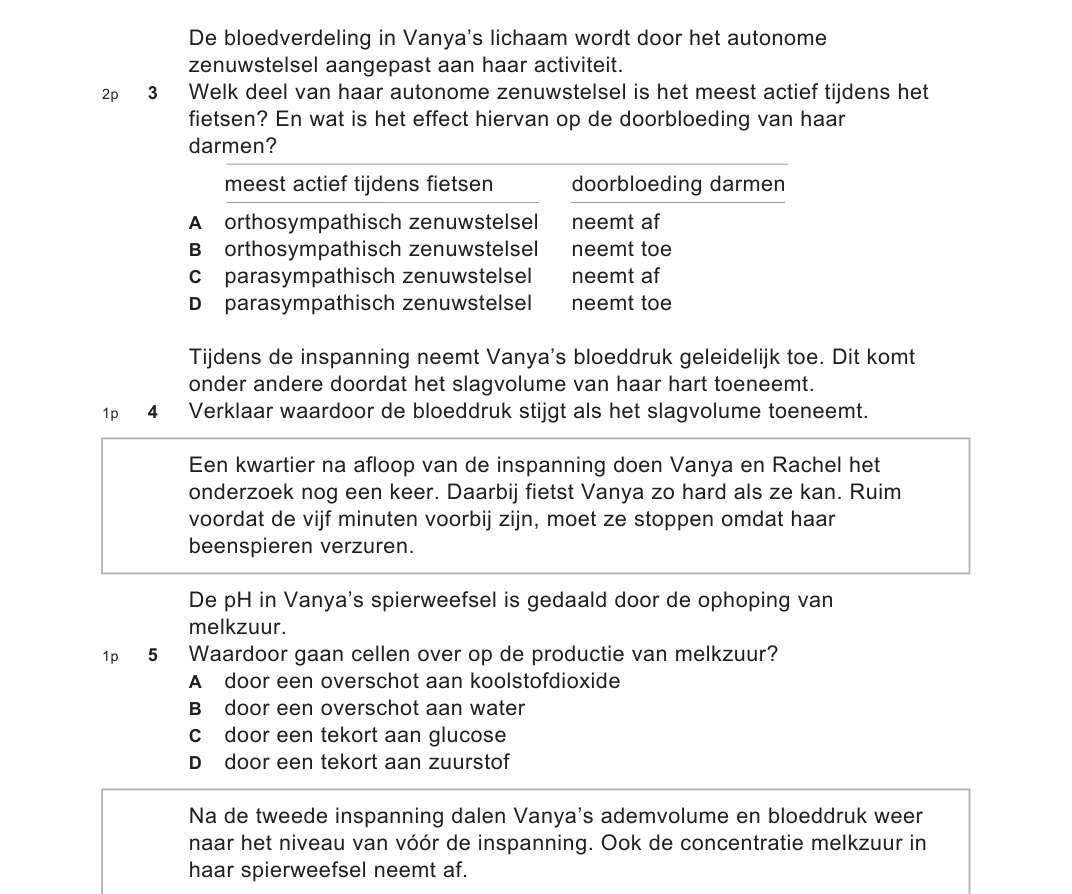 De bloedverdeling in Vanya’s lichaam wordt door het autonome
zenuwstelsel aangepast aan haar activiteit.
2p 3 Welk deel van haar autonome zenuwstelsel is het meest actief tijdens het
fietsen? En wat is het effect hiervan op de doorbloeding van haar
darmen?
meest actief tijdens fietsen doorbloeding darmen
A orthosympathisch zenuwstelsel neemt af
B orthosympathisch zenuwstelsel neemt toe
C parasympathisch zenuwstelsel neemt af
D parasympathisch zenuwstelsel neemt toe
Tijdens de inspanning neemt Vanya’s bloeddruk geleidelijk toe. Dit komt
onder andere doordat het slagvolume van haar hart toeneemt.
1p 4 Verklaar waardoor de bloeddruk stijgt als het slagvolume toeneemt.
Een kwartier na afloop van de inspanning doen Vanya en Rachel het
onderzoek nog een keer. Daarbij fietst Vanya zo hard als ze kan. Ruim
voordat de vijf minuten voorbij zijn, moet ze stoppen omdat haar
beenspieren verzuren.
De pH in Vanya’s spierweefsel is gedaald door de ophoping van
melkzuur.
1p 5 Waardoor gaan cellen over op de productie van melkzuur?
A door een overschot aan koolstofdioxide
B door een overschot aan water
C door een tekort aan glucose
D door een tekort aan zuurstof
Na de tweede inspanning dalen Vanya’s ademvolume en bloeddruk weer
naar het niveau van vóór de inspanning. Ook de concentratie melkzuur in
haar spierweefsel neemt af.